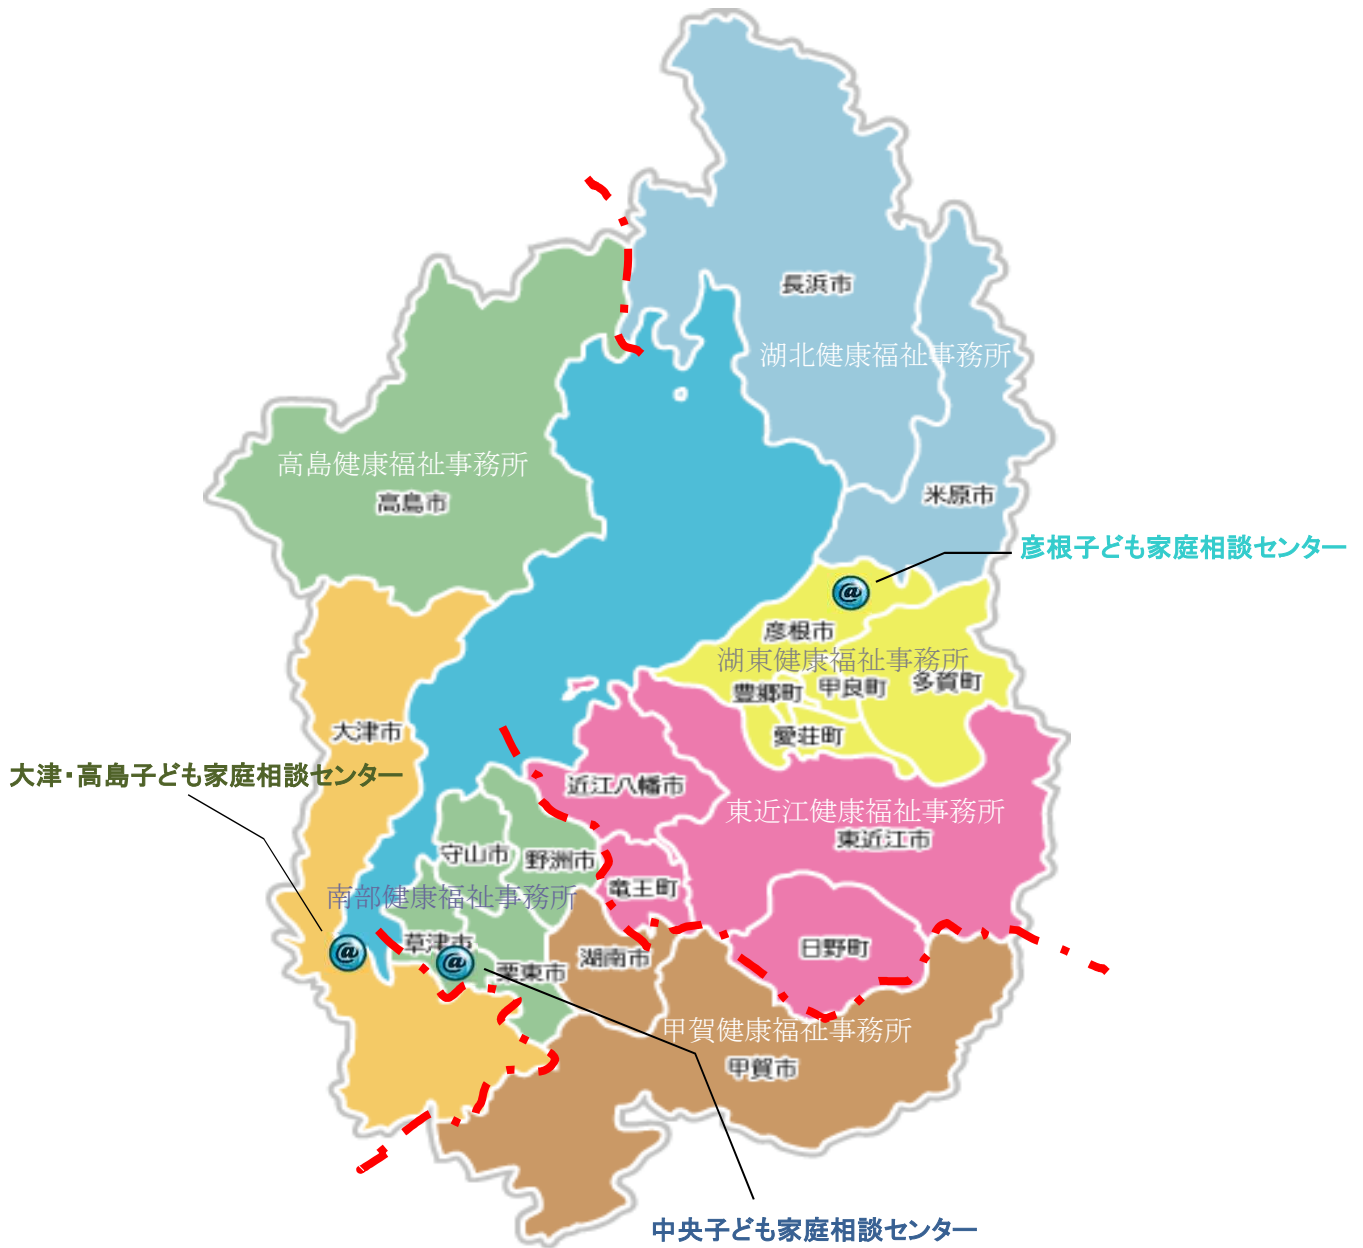 長浜市
湖北健康福祉事務所
高島健康福祉事務所
高島市
米原市
彦根子ども家庭相談センター
@
彦根市
湖東健康福祉事務所
多賀町
豊郷町
甲良町
大津市
愛荘町
大津・高島子ども家庭相談センター
近江八幡市
東近江健康福祉事務所
東近江市
守山市
野洲市
竜王町
南部健康福祉事務所
草津市
日野町
@
@
栗東市
湖南市
甲賀健康福祉事務所
甲賀市
中央子ども家庭相談センター